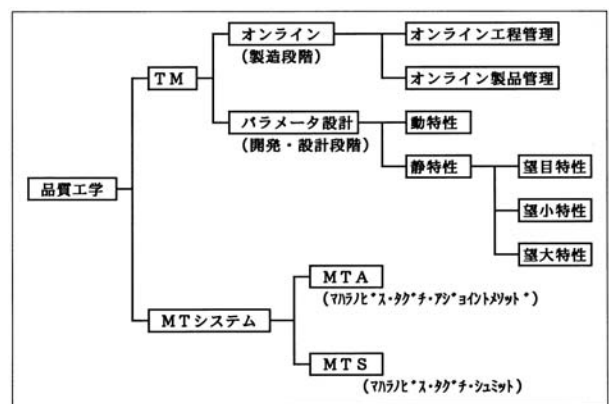 オンライン
(製造段階)
オンライン工程管理
オンライン製品管理
TM
パラメータ設計
(開発・設計段階)
動特性
静特性
望目特性
望小特性
望大特性
品質工学
MTシステム
MTA
(マハラノビス・タグチ・アジョイントメソッド)
MTS
(マハラノビス・タグチ・シュミット)